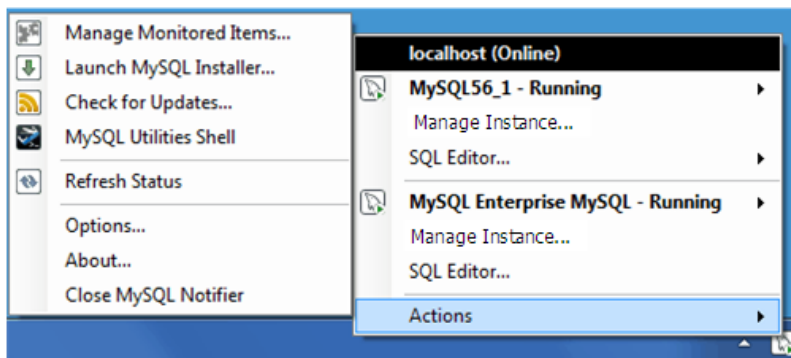 Manage Monitored Items...
Launch MySQL Installer...
Check for Updates...
MySQL Utilities Shell
Refresh Status
Options...
About...
Close MySQL Notifier
localhost (Online)
MySQL56_1 - Running
Manage Instance...
SQL Editor...
MySQL Enterprise MySQL - Running
Manage Instance...
SQL Editor...
Actions